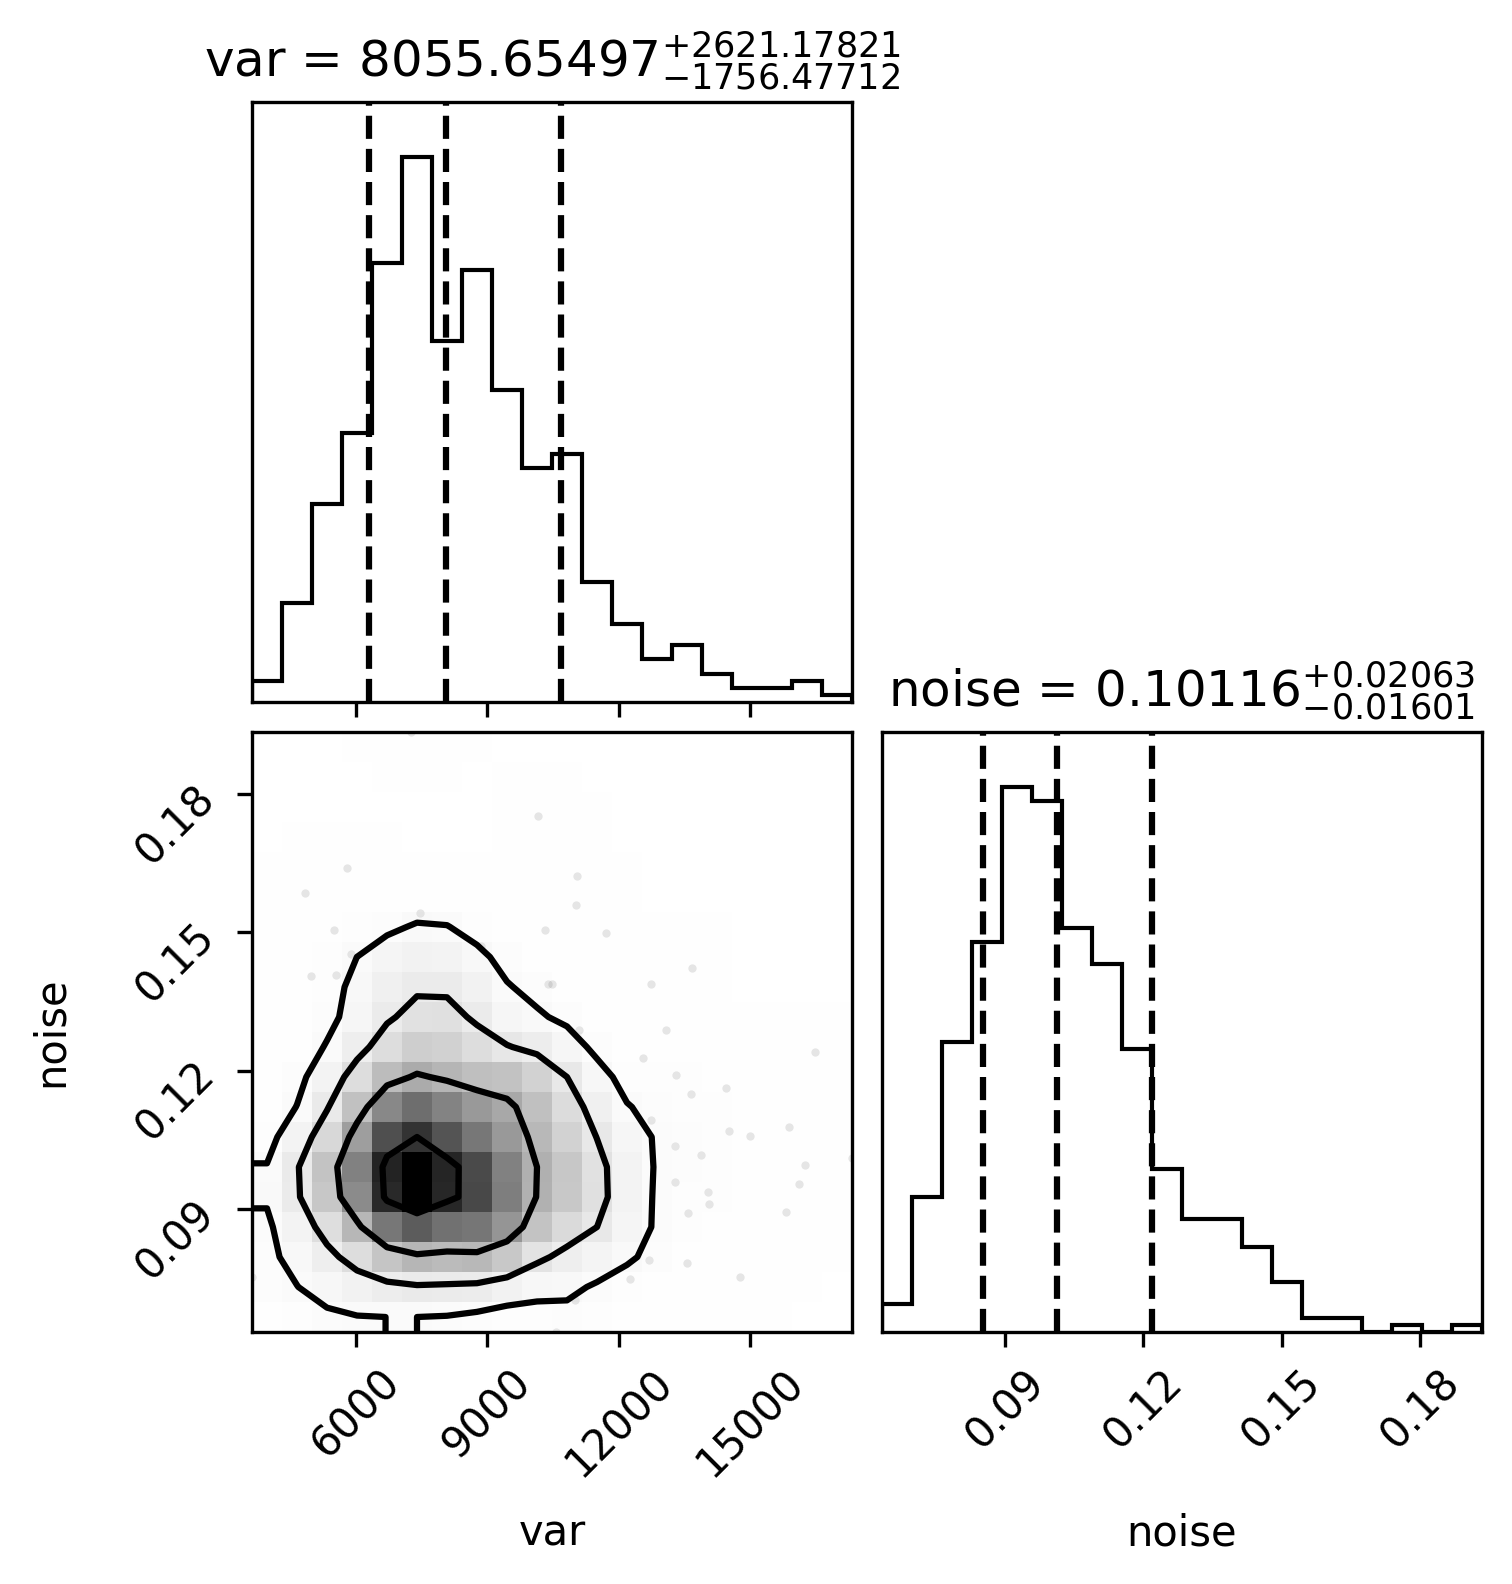 var = 8055.65497+2621.17821 −1756.47712
noise = 0.10116+0.02063 −0.01601
noise
0.18
0.15
0.12
0.09
6000 9000 12000 15000
0.09 0.12 0.15 0.18
var
noise